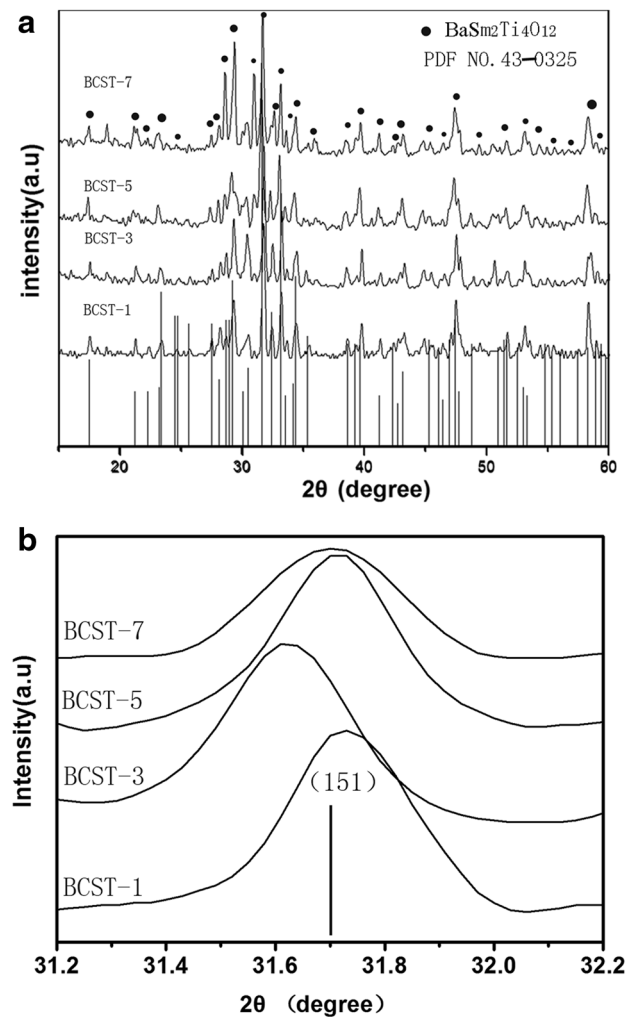 a
BaSm2Ti4O12
PDF NO. 43-0325
BCST-7
BCST-5
BCST-3
BCST-1
intensity(a.u)
20 30 40 50 60
2θ (degree)
b
BCST-7
BCST-5
BCST-3
(151)
BCST-1
Intensity(a.u)
31.2 31.4 31.6 31.8 32.0 32.2
2θ (degree)